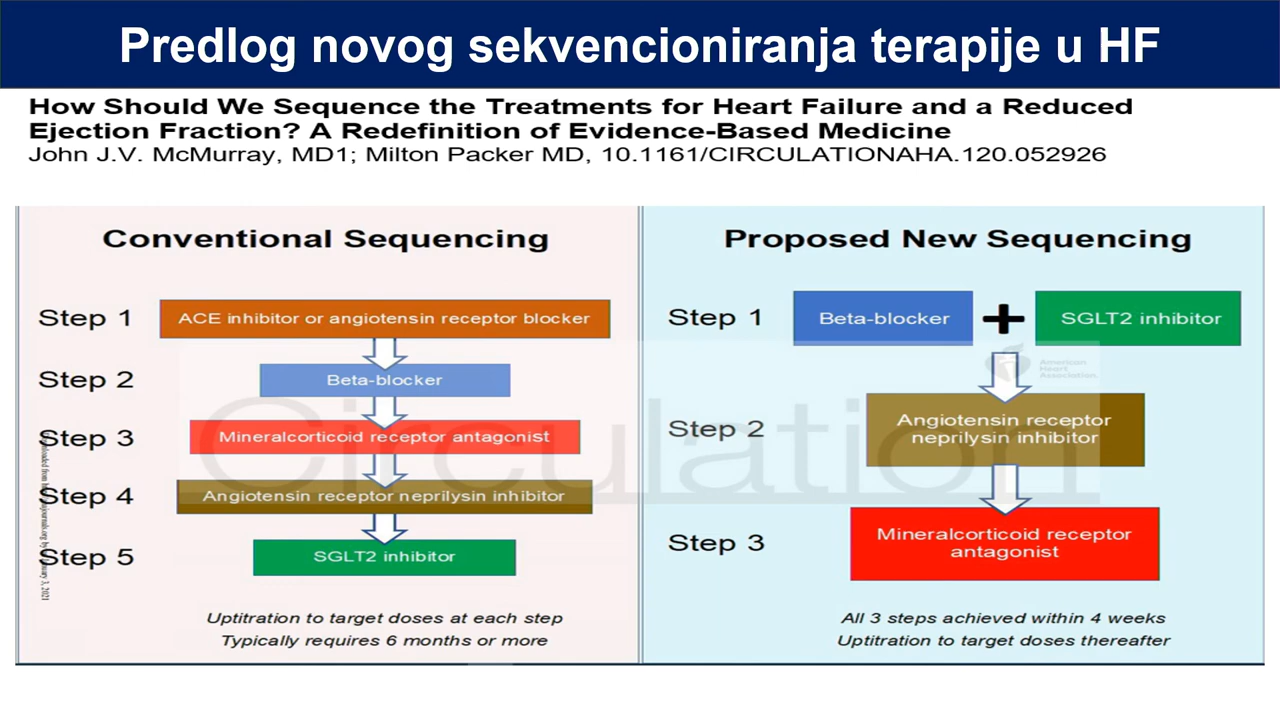 Predlog novog sekvencioniranja terapije u HF
How Should We Sequence the Treatments for Heart Failure and a Reduced
Ejection Fraction? A Redefinition of Evidence-Based Medicine
John J.V. McMurray, MD1; Milton Packer MD, 10.1161/CIRCULATIONAHA.120.052926
Conventional Sequencing
Step 1
ACE inhibitor or angiotensin receptor blocker
Step 2
Beta-blocker
Step 3
Mineralcorticoid receptor antagonist
Step 4
Angiotensin receptor neprilysin inhibitor
Step 5
SGLT2 inhibitor
Uptitration to target doses at each step
Typically requires 6 months or more
Proposed New Sequencing
Step 1
Beta-blocker
+
SGLT2 inhibitor
Step 2
Angiotensin receptor
neprilysin inhibitor
Step 3
Mineralcorticoid receptor
antagonist
All 3 steps achieved within 4 weeks
Uptitration to target doses thereafter
Circulation
American
Heart
Association